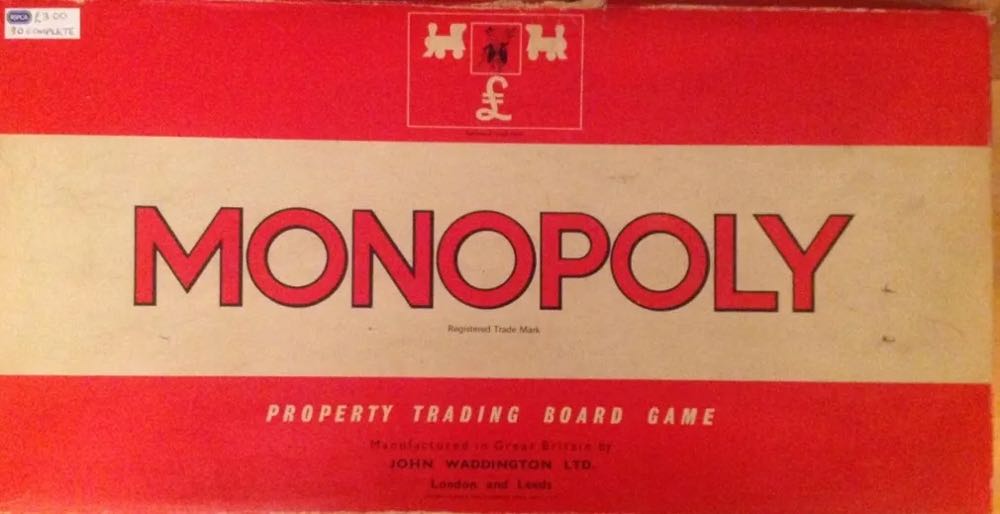 RSPCA £3.00
£
MONOPOLY
Registered Trade Mark
PROPERTY TRADING BOARD GAME
Manufactured in Great Britain by
JOHN WADDINGTON LTD.
London and Leeds